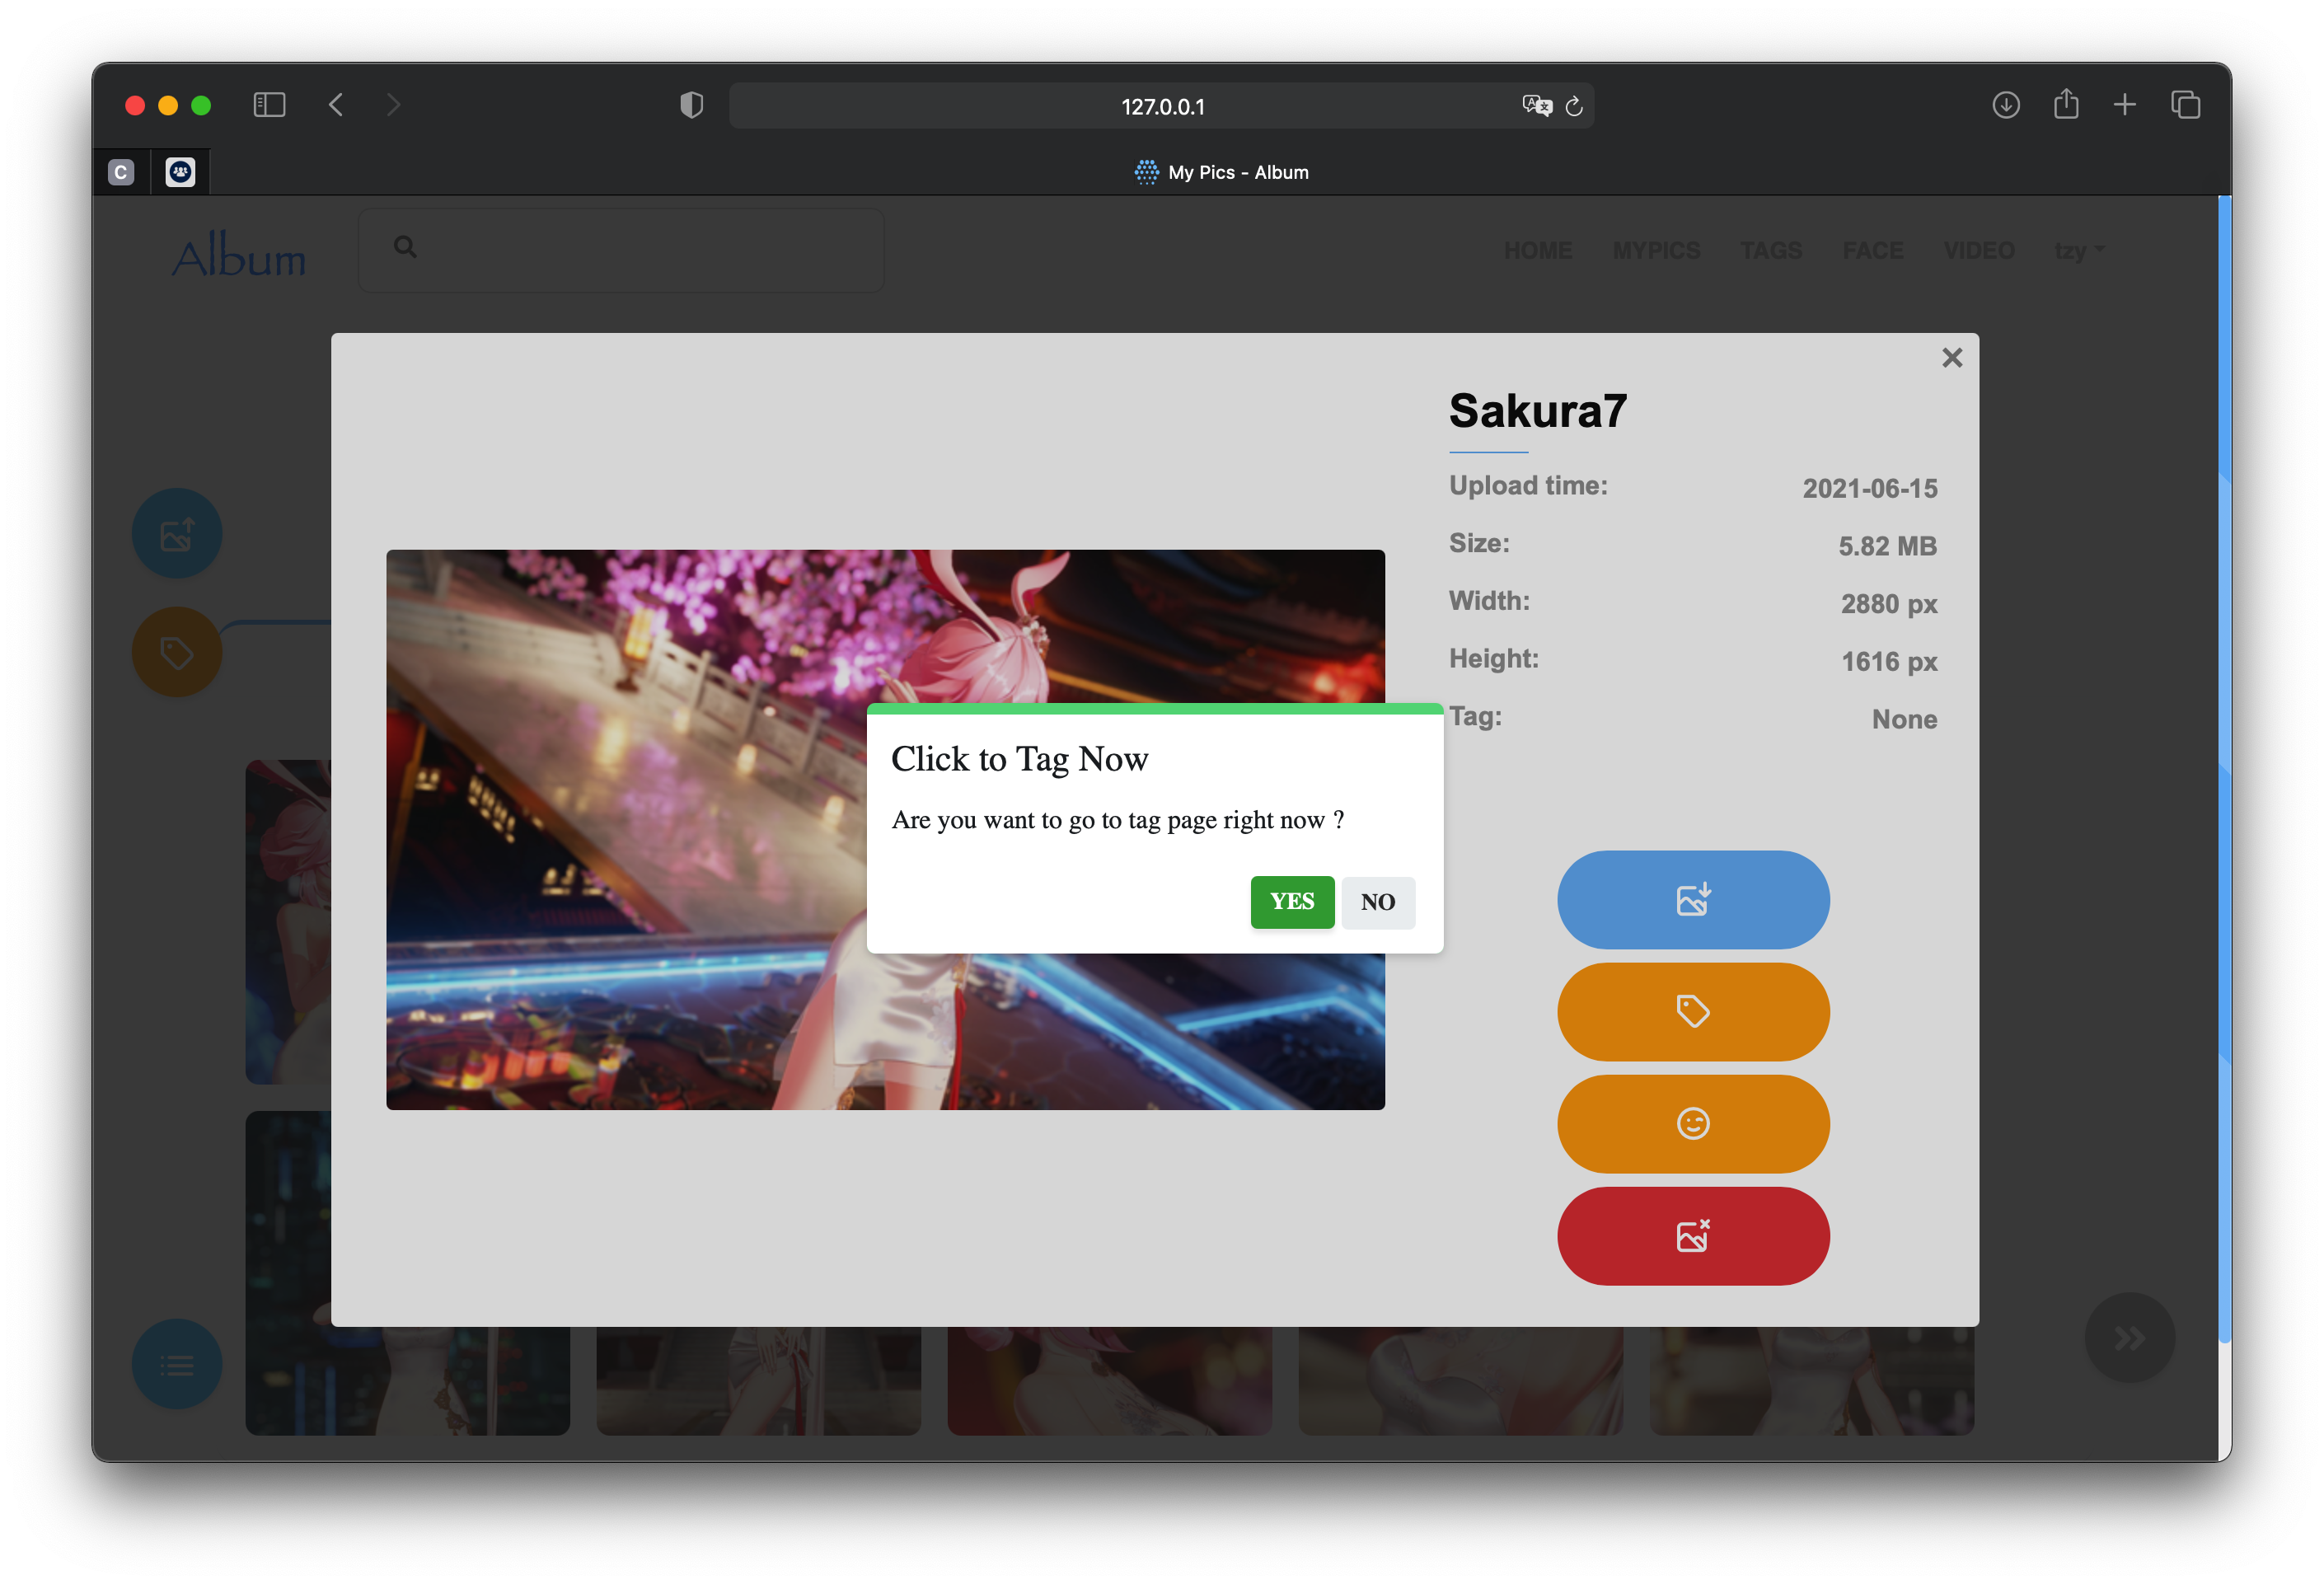 127.0.0.1
C
My Pics - Album
Album
HOME MYPICS TAGS FACE VIDEO tzy
Sakura7
Upload time: 2021-06-15
Size: 5.82 MB
Width: 2880 px
Height: 1616 px
Tag: None
Click to Tag Now
Are you want to go to tag page right now ?
YES NO